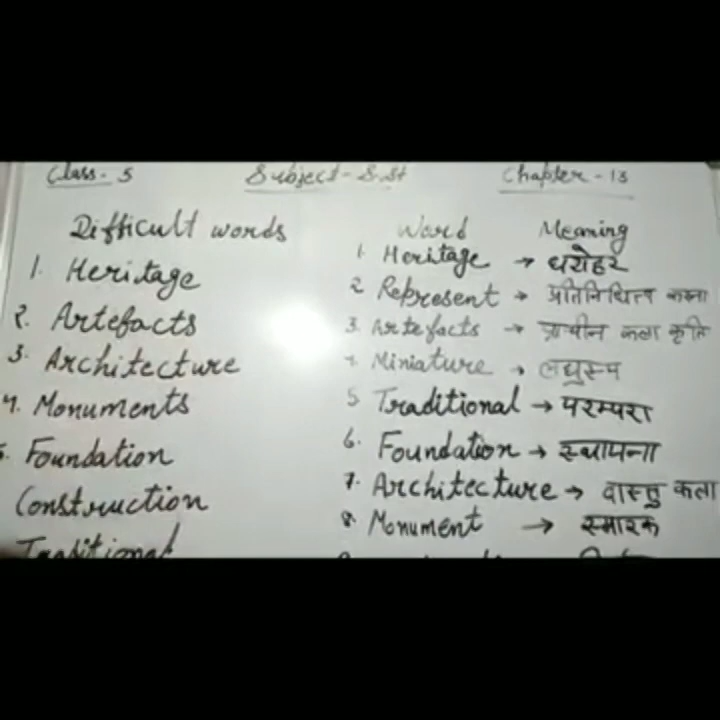 Class - 5 Subject - S.St Chapter - 13
Difficult words
1. Heritage
2. Artefacts
3. Architecture
4. Monuments
5. Foundation
Construction
Traditional
Word Meaning
1. Heritage → धरोहर
2. Represent → प्रतिनिधित्व करना
3. Artefacts → प्राचीन कला कृति
4. Miniature → लघुरूप
5. Traditional → परम्परा
6. Foundation → स्थापना
7. Architecture → वास्तु कला
8. Monument → स्मारक